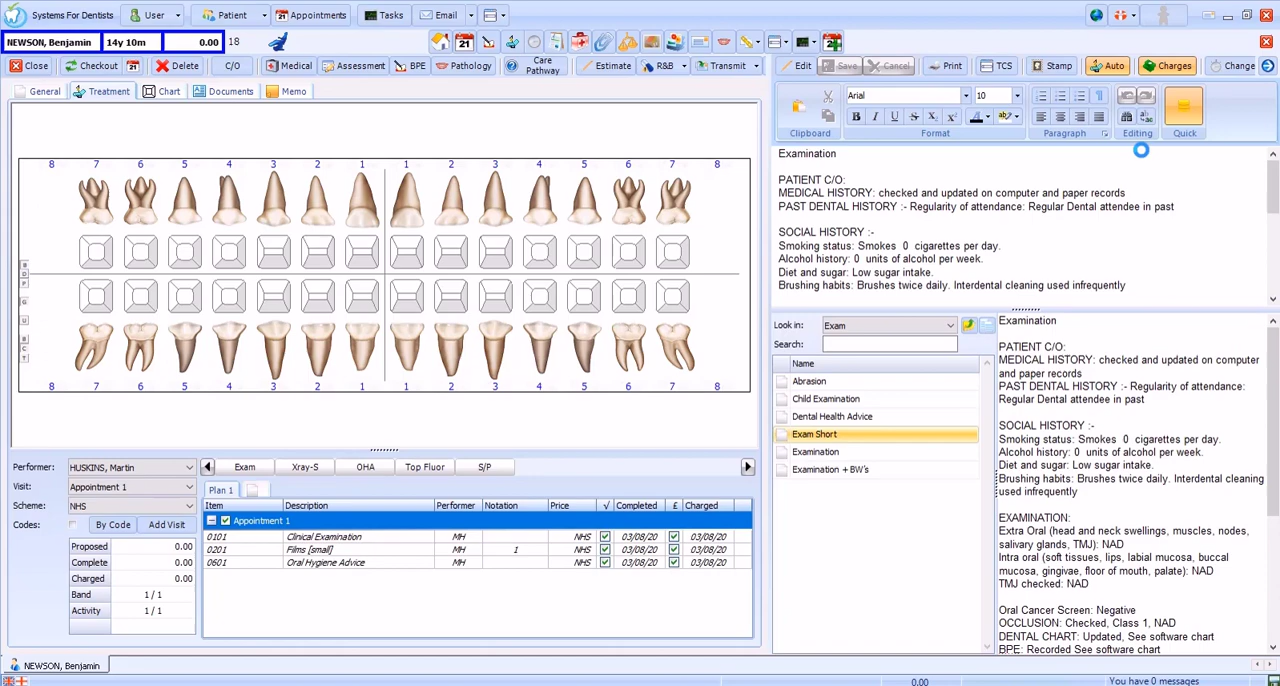 Systems For Dentists User Patient Appointments Tasks Email
NEWSON, Benjamin 14y 10m 0.00 18
21 21
Close Checkout 21 Delete C/O Medical Assessment BPE Pathology Care Pathway Estimate R&B Transmit Edit Save Cancel Print TCS Stamp Auto Charges Change
General Treatment Chart Documents Memo
Arial 10
B I U S X₂ X² A ab
Clipboard Format Paragraph Editing Quick
8 7 6 5 4 3 2 1 1 2 3 4 5 6 7 8
B
D
P
G
U
B
C
T
8 7 6 5 4 3 2 1 1 2 3 4 5 6 7 8
Examination
PATIENT C/O:
MEDICAL HISTORY: checked and updated on computer and paper records
PAST DENTAL HISTORY :- Regularity of attendance: Regular Dental attendee in past
SOCIAL HISTORY :-
Smoking status: Smokes 0 cigarettes per day.
Alcohol history: 0 units of alcohol per week.
Diet and sugar: Low sugar intake.
Brushing habits: Brushes twice daily. Interdental cleaning used infrequently
Look in: Exam
Search:
Name
Abrasion
Child Examination
Dental Health Advice
Exam Short
Examination
Examination + BW's
Examination
PATIENT C/O:
MEDICAL HISTORY: checked and updated on computer
and paper records
PAST DENTAL HISTORY :- Regularity of attendance:
Regular Dental attendee in past
SOCIAL HISTORY :-
Smoking status: Smokes 0 cigarettes per day.
Alcohol history: 0 units of alcohol per week.
Diet and sugar: Low sugar intake.
Brushing habits: Brushes twice daily. Interdental cleaning
used infrequently
EXAMINATION:
Extra Oral (head and neck swellings, muscles, nodes,
salivary glands, TMJ): NAD
Intra oral (soft tissues, lips, labial mucosa, buccal
mucosa, gingivae, floor of mouth, palate): NAD
TMJ checked: NAD
Oral Cancer Screen: Negative
OCCLUSION: Checked, Class 1, NAD
DENTAL CHART: Updated, See software chart
BPE: Recorded See software chart
Performer: HUSKINS, Martin
Visit: Appointment 1
Scheme: NHS
Codes: By Code Add Visit
Proposed 0.00
Complete 0.00
Charged 0.00
Band 1 / 1
Activity 1 / 1
Exam Xray-S OHA Top Fluor S/P
Plan 1
Item Description Performer Notation Price √ Completed £ Charged
Appointment 1
0101 Clinical Examination MH NHS 03/08/20 03/08/20
0201 Films [small] MH 1 NHS 03/08/20 03/08/20
0601 Oral Hygiene Advice MH NHS 03/08/20 03/08/20
NEWSON, Benjamin
0.00 You have 0 messages